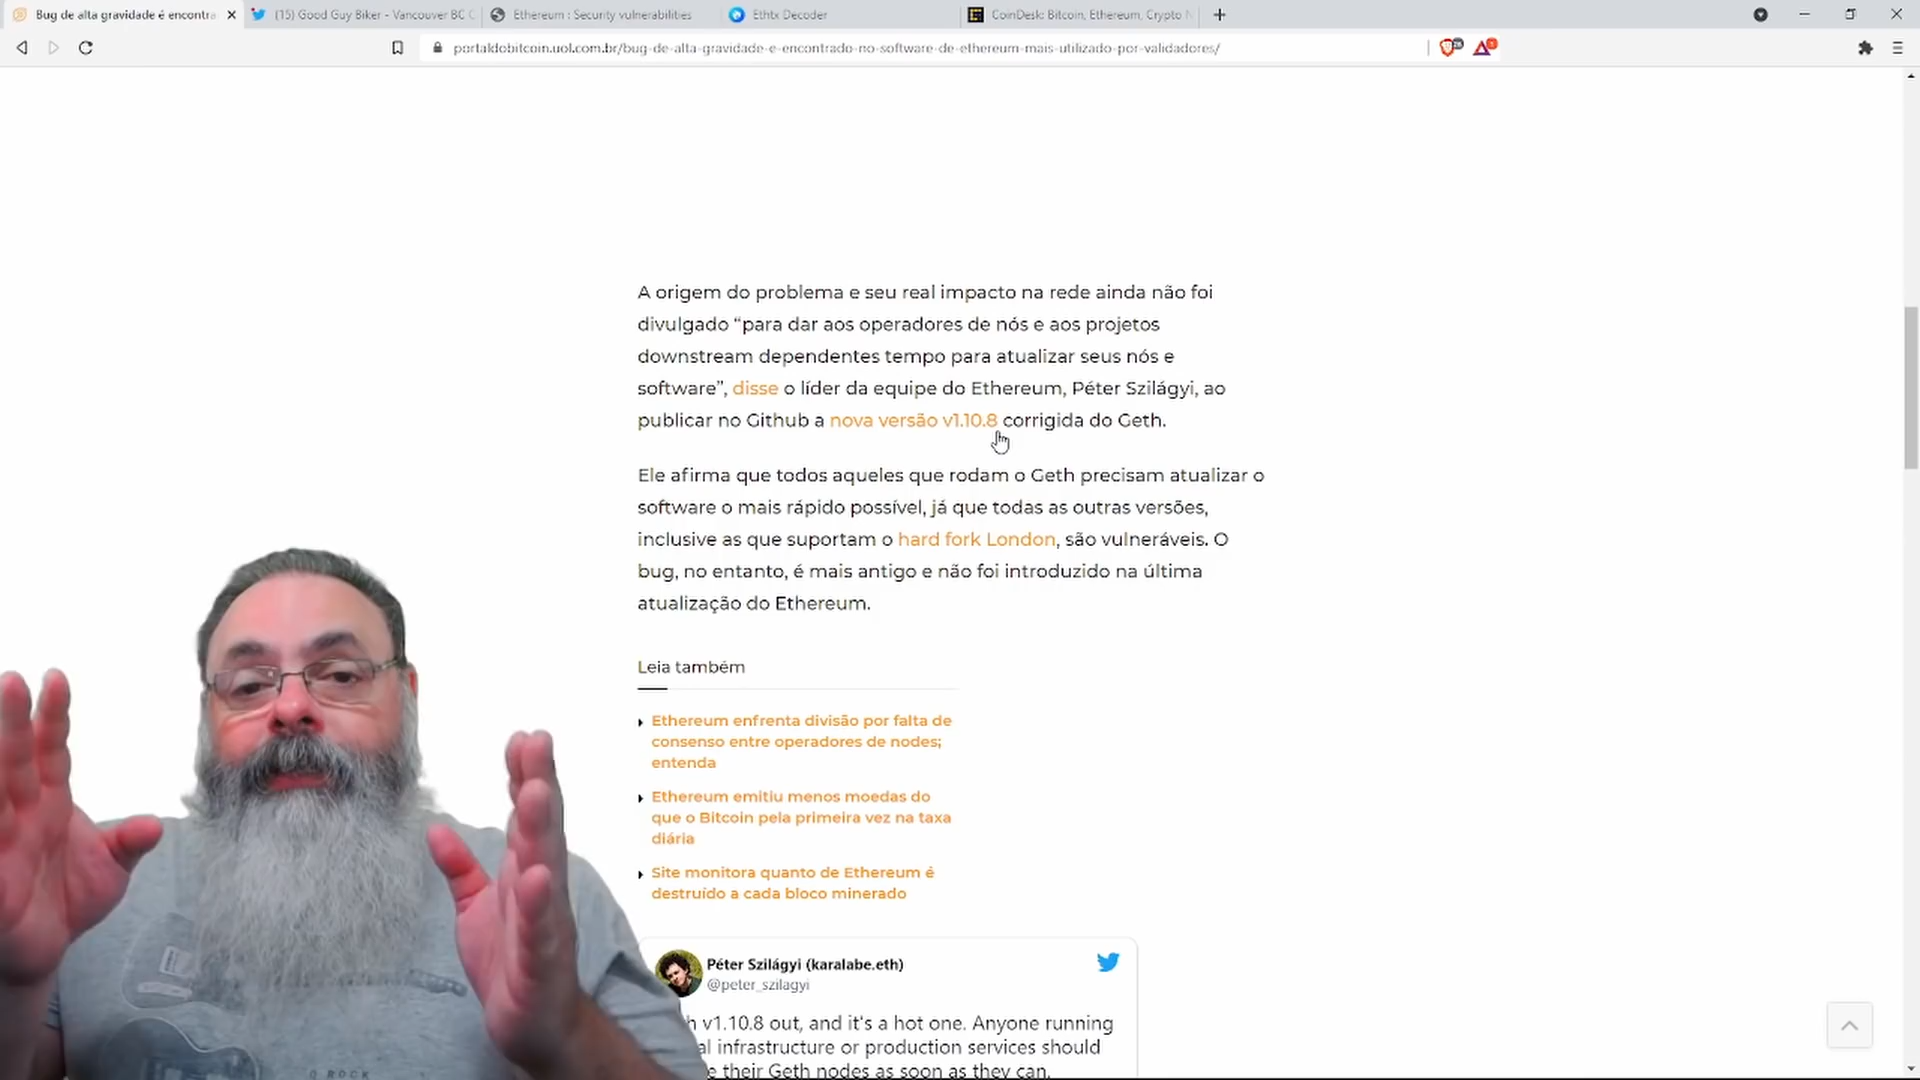 Bug de alta gravidade é encontra
(15) Good Guy Biker - Vancouver BC C
Ethereum : Security vulnerabilities
Ethtx Decoder
CoinDesk: Bitcoin, Ethereum, Crypto N
portaldobitcoin.uol.com.br/bug-de-alta-gravidade-e-encontrado-no-software-de-ethereum-mais-utilizado-por-validadores/
A origem do problema e seu real impacto na rede ainda não foi
divulgado “para dar aos operadores de nós e aos projetos
downstream dependentes tempo para atualizar seus nós e
software”, disse o líder da equipe do Ethereum, Péter Szilágyi, ao
publicar no Github a nova versão v1.10.8 corrigida do Geth.
Ele afirma que todos aqueles que rodam o Geth precisam atualizar o
software o mais rápido possível, já que todas as outras versões,
inclusive as que suportam o hard fork London, são vulneráveis. O
bug, no entanto, é mais antigo e não foi introduzido na última
atualização do Ethereum.
Leia também
Ethereum enfrenta divisão por falta de
consenso entre operadores de nodes;
entenda
Ethereum emitiu menos moedas do
que o Bitcoin pela primeira vez na taxa
diária
Site monitora quanto de Ethereum é
destruído a cada bloco minerado
Péter Szilágyi (karalabe.eth)
@peter_szilagyi
h v1.10.8 out, and it's a hot one. Anyone running
al infrastructure or production services should
e their Geth nodes as soon as they can.
O ROCK